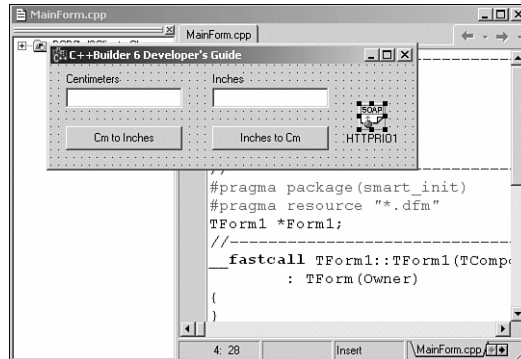 MainForm.cpp
MainForm.cpp
C++Builder 6 Developer's Guide
Centimeters
Inches
Cm to Inches
Inches to Cm
SOAP
HTTPRIO1
//
#pragma package(smart_init)
#pragma resource "*.dfm"
TForm1 *Form1;
//------------------------
__fastcall TForm1::TForm1(TCompo
: TForm(Owner)
{
}
4: 28
Insert
MainForm.cpp